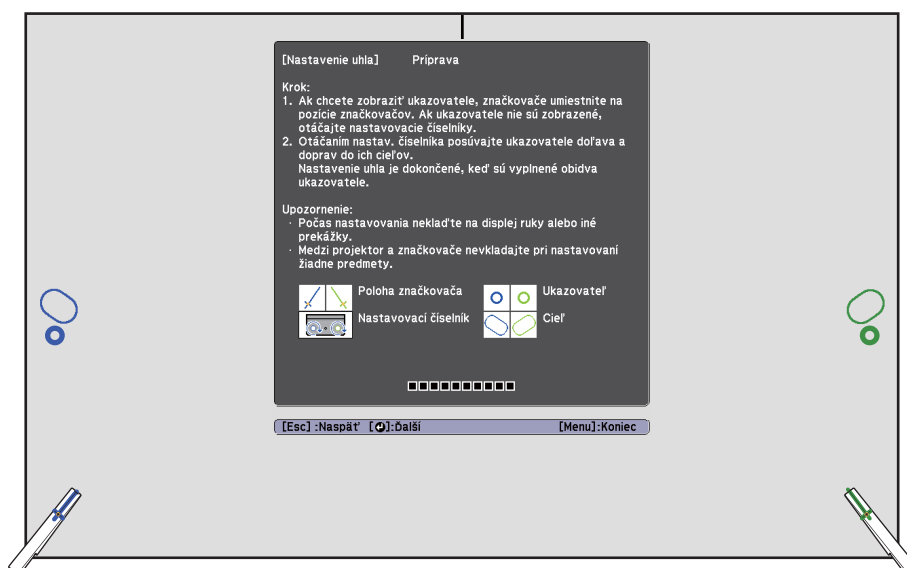 [Nastavenie uhla] Príprava
Krok:
1. Ak chcete zobraziť ukazovatele, značkovače umiestnite na
pozície značkovačov. Ak ukazovatele nie sú zobrazené,
otáčajte nastavovacie číselníky.
2. Otáčaním nastav. číselníka posúvajte ukazovatele doľava a
doprav do ich cieľov.
Nastavenie uhla je dokončené, keď sú vyplnené obidva
ukazovatele.
Upozornenie:
· Počas nastavovania neklaďte na displej ruky alebo iné
prekážky.
· Medzi projektor a značkovače nevkladajte pri nastavovaní
žiadne predmety.
Poloha značkovača Ukazovateľ
Nastavovací číselník Cieľ
[Esc] :Naspäť [ ]:Ďalší [Menu]:Koniec